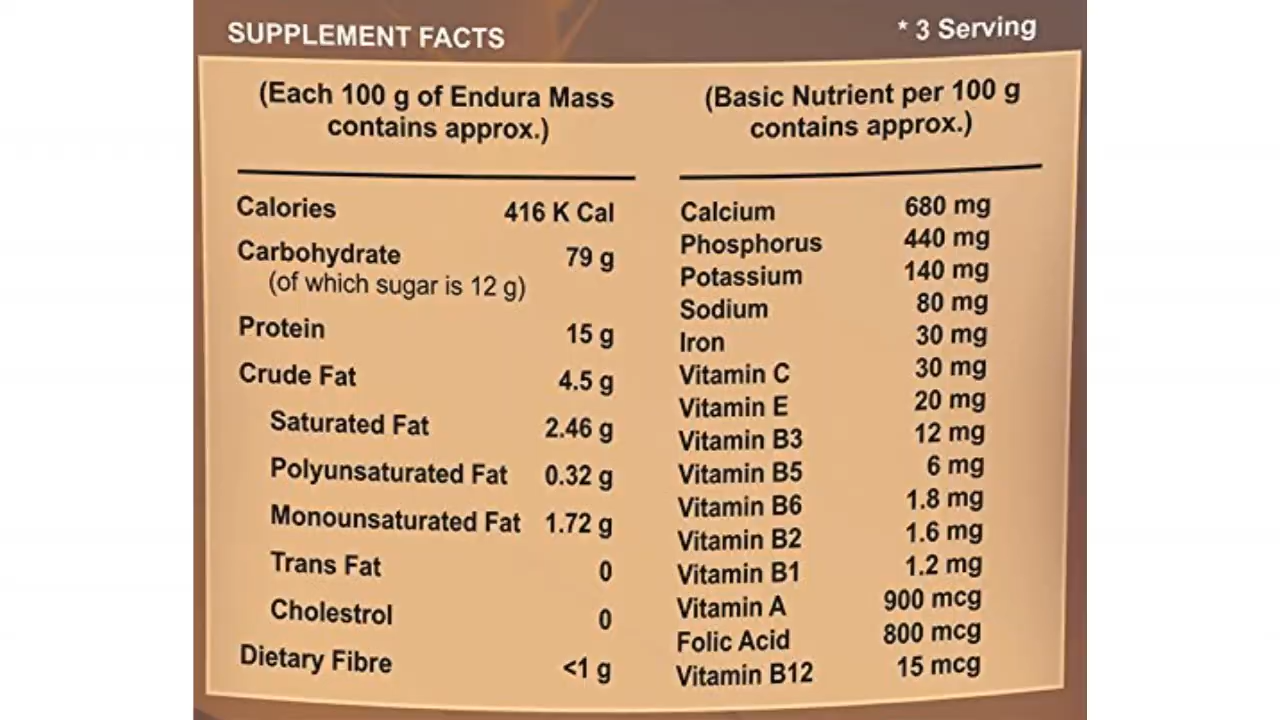 SUPPLEMENT FACTS
* 3 Serving
(Each 100 g of Endura Mass
contains approx.)
Calories 416 K Cal
Carbohydrate 79 g
(of which sugar is 12 g)
Protein 15 g
Crude Fat 4.5 g
Saturated Fat 2.46 g
Polyunsaturated Fat 0.32 g
Monounsaturated Fat 1.72 g
Trans Fat 0
Cholestrol 0
Dietary Fibre <1 g
(Basic Nutrient per 100 g
contains approx.)
Calcium 680 mg
Phosphorus 440 mg
Potassium 140 mg
Sodium 80 mg
Iron 30 mg
Vitamin C 30 mg
Vitamin E 20 mg
Vitamin B3 12 mg
Vitamin B5 6 mg
Vitamin B6 1.8 mg
Vitamin B2 1.6 mg
Vitamin B1 1.2 mg
Vitamin A 900 mcg
Folic Acid 800 mcg
Vitamin B12 15 mcg